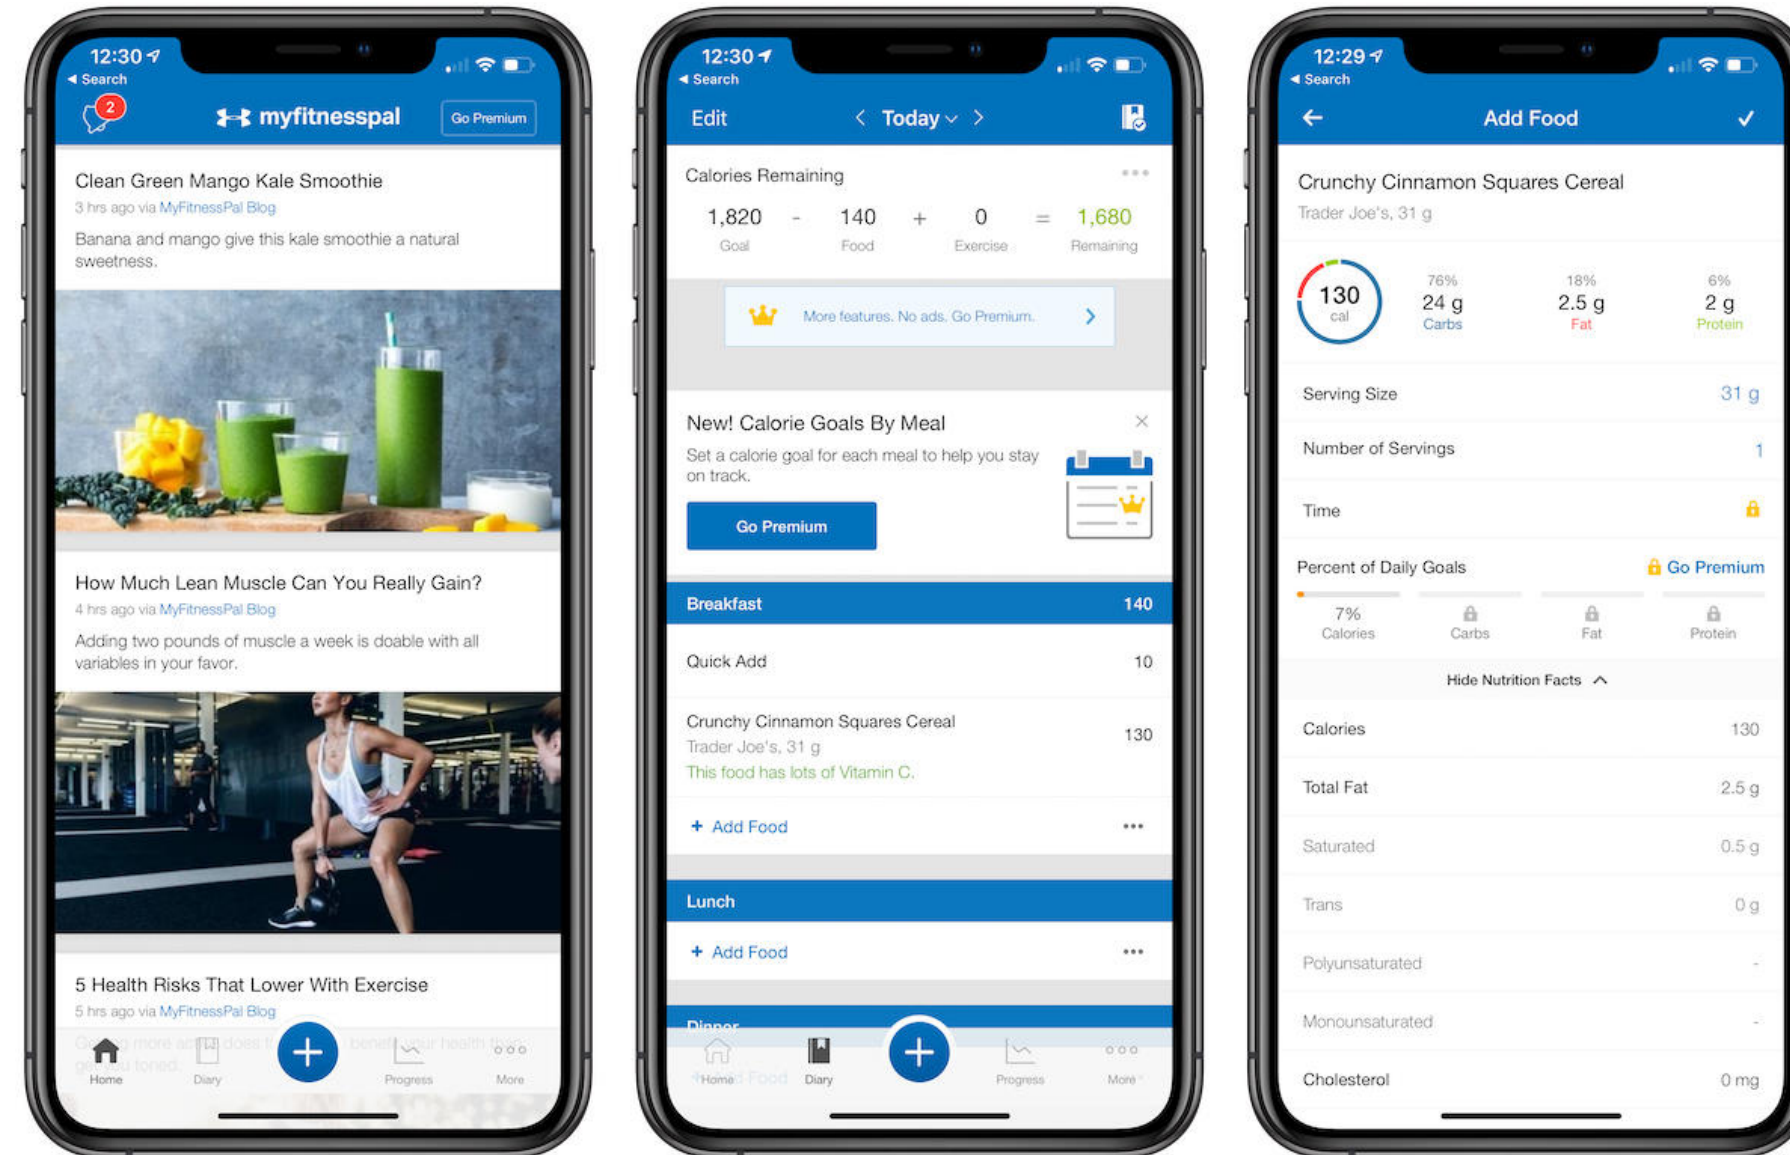 12:30
◀ Search
2
myfitnesspal
Go Premium
Clean Green Mango Kale Smoothie
3 hrs ago via MyFitnessPal Blog
Banana and mango give this kale smoothie a natural
sweetness.
How Much Lean Muscle Can You Really Gain?
4 hrs ago via MyFitnessPal Blog
Adding two pounds of muscle a week is doable with all
variables in your favor.
5 Health Risks That Lower With Exercise
5 hrs ago via MyFitnessPal Blog
more benefit your health than
get you toned.
Home Diary + Progress More
12:30
◀ Search
Edit < Today >
Calories Remaining
1,820 - 140 + 0 = 1,680
Goal Food Exercise Remaining
More features. No ads. Go Premium.
New! Calorie Goals By Meal
Set a calorie goal for each meal to help you stay
on track.
Go Premium
Breakfast 140
Quick Add 10
Crunchy Cinnamon Squares Cereal
130
Trader Joe's, 31 g
This food has lots of Vitamin C.
+ Add Food
Lunch
+ Add Food
Dinner
+ Add Food
Home Diary + Progress More
12:29
◀ Search
Add Food
Crunchy Cinnamon Squares Cereal
Trader Joe's, 31 g
130
cal
76% 18% 6%
24 g 2.5 g 2 g
Carbs Fat Protein
Serving Size 31 g
Number of Servings 1
Time
Percent of Daily Goals Go Premium
7%
Calories Carbs Fat Protein
Hide Nutrition Facts
Calories 130
Total Fat 2.5 g
Saturated 0.5 g
Trans 0 g
Polyunsaturated -
Monounsaturated -
Cholesterol 0 mg